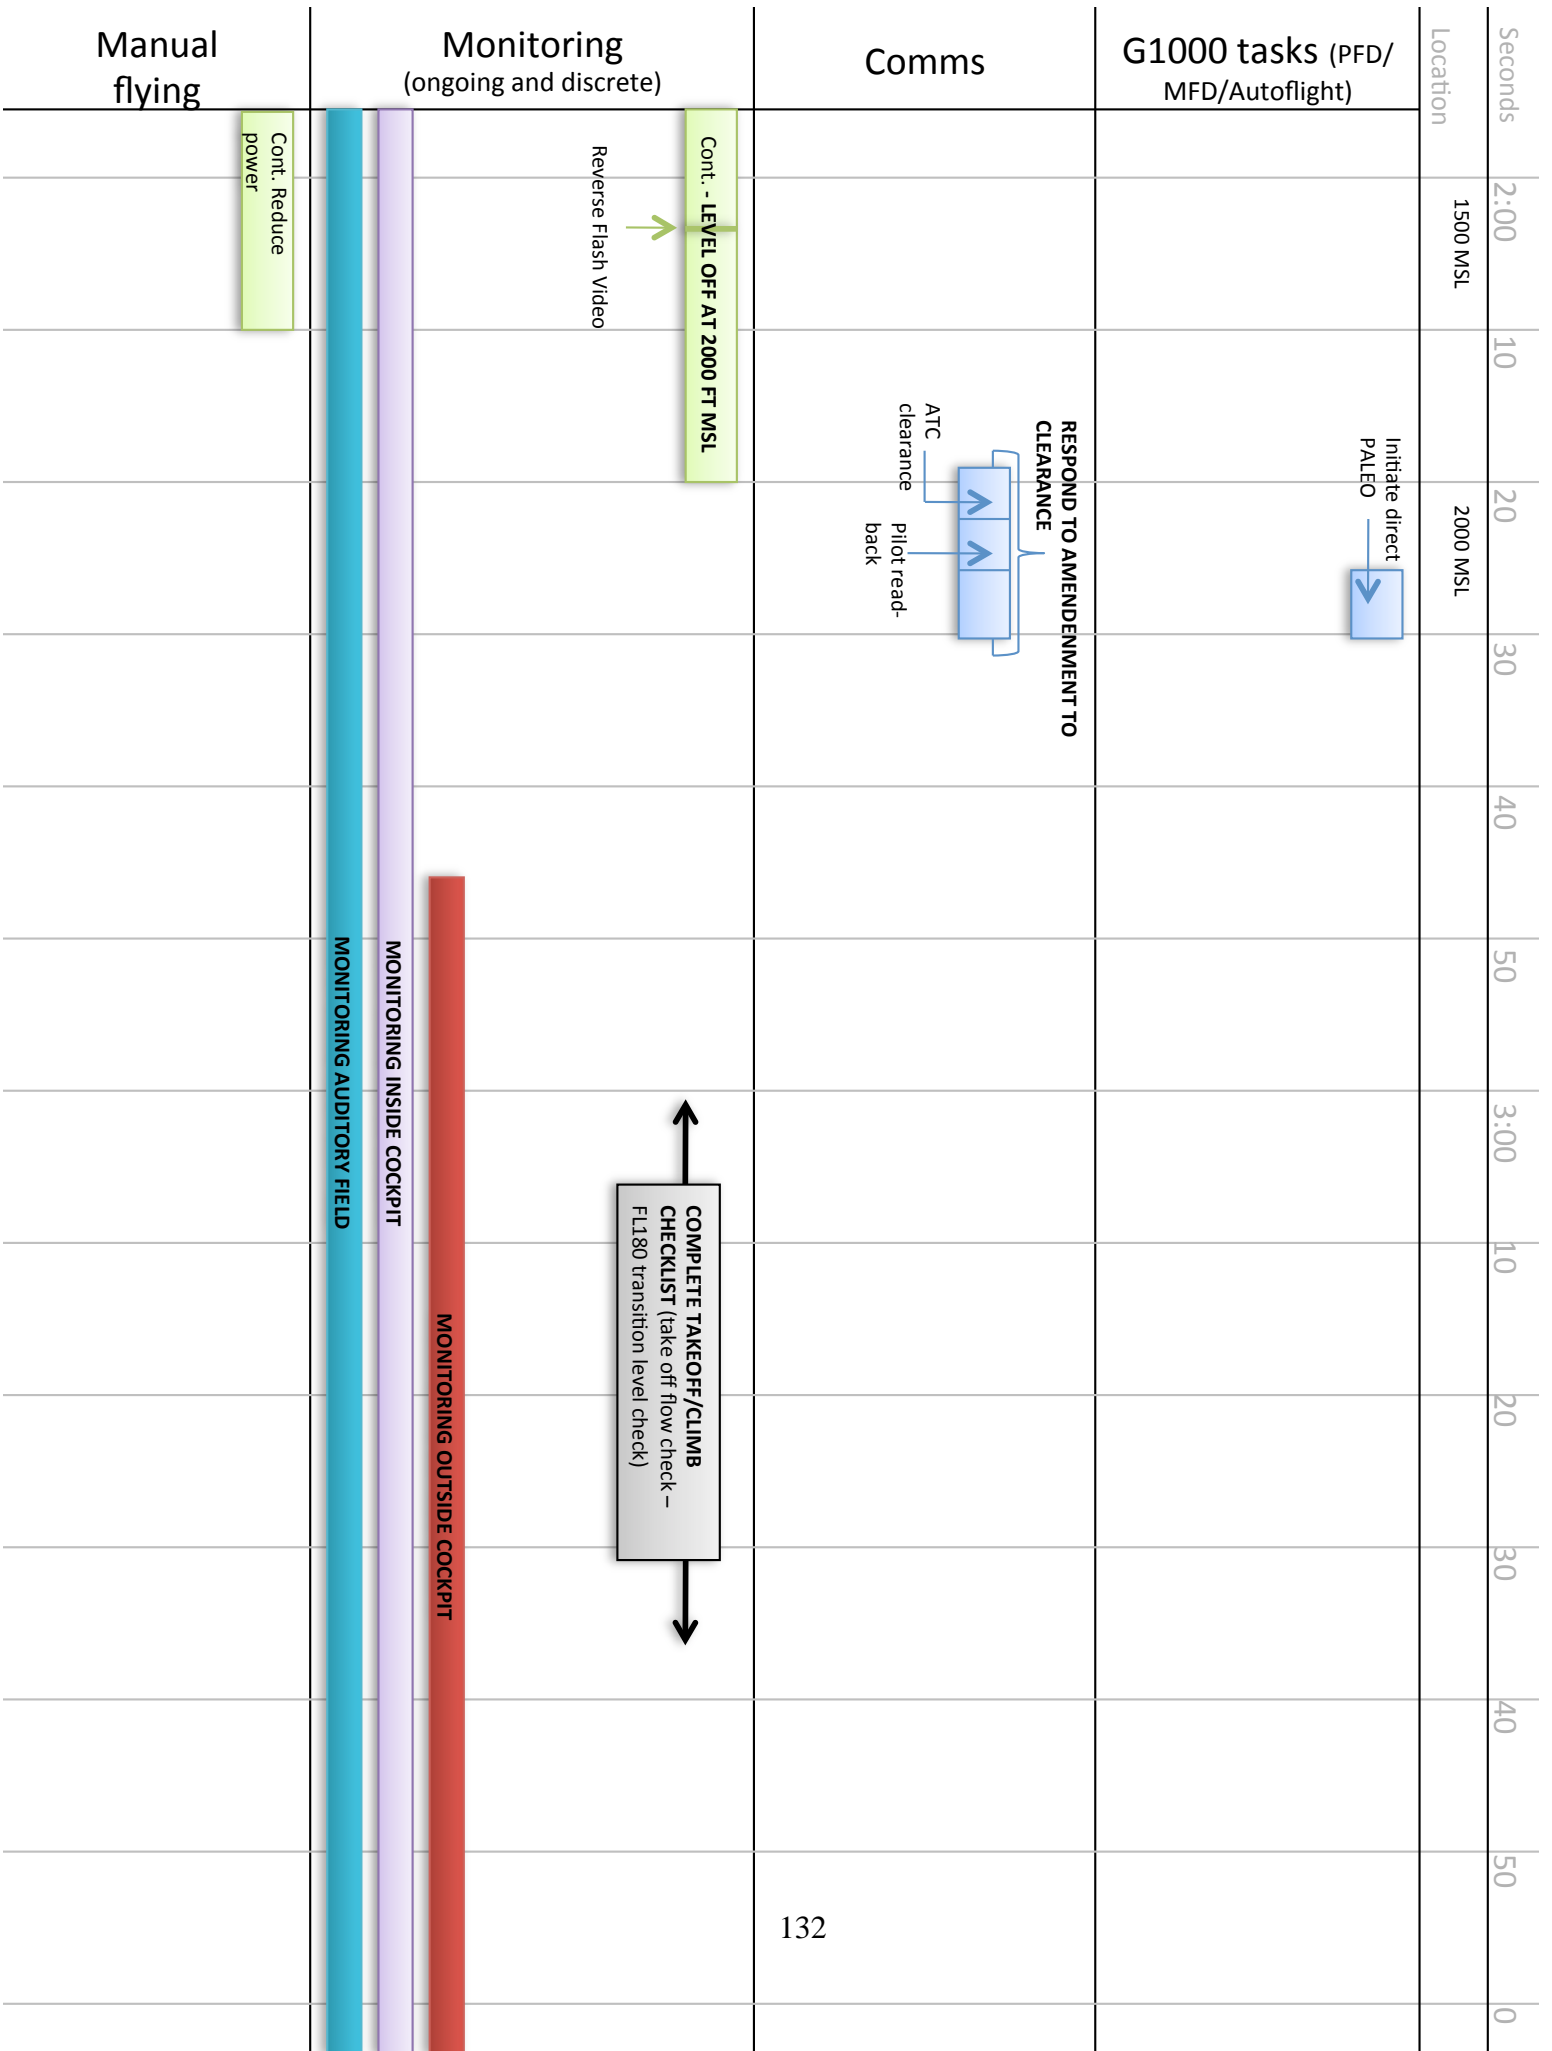 Manual
flying
Monitoring
(ongoing and discrete)
Comms
G1000 tasks (PFD/
MFD/Autoflight)
Location
Seconds
2:00
10
20
30
40
50
3:00
10
20
30
40
50
0
1500 MSL
2000 MSL
Initiate direct
PALEO
RESPOND TO AMENDENMENT TO
CLEARANCE
ATC
clearance
Pilot read-
back
Cont. - LEVEL OFF AT 2000 FT MSL
Reverse Flash Video
COMPLETE TAKEOFF/CLIMB
CHECKLIST (take off flow check –
FL180 transition level check)
MONITORING OUTSIDE COCKPIT
MONITORING INSIDE COCKPIT
MONITORING AUDITORY FIELD
Cont. Reduce
power
132